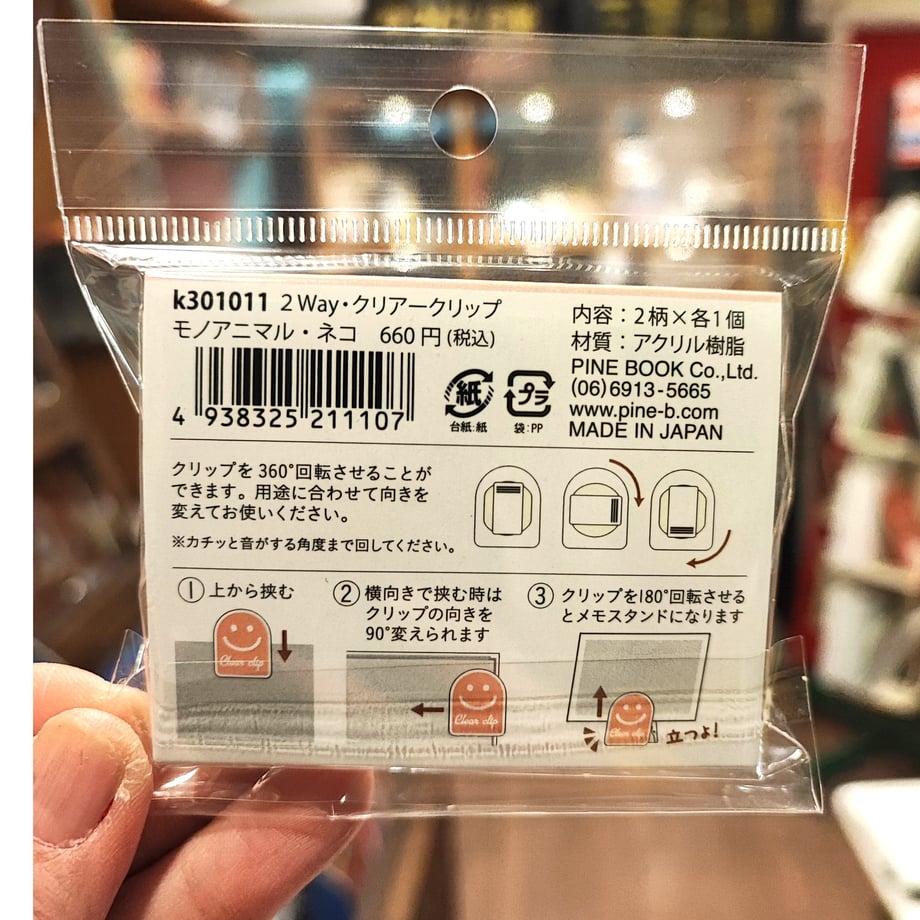 k301011 2Way・クリアークリップ
モノアニマル・ネコ 660円(税込)
4 938325 211107
紙
台紙:紙
プラ
袋:PP
内容:2柄×各1個
材質:アクリル樹脂
PINE BOOK Co.,Ltd.
(06)6913-5665
www.pine-b.com
MADE IN JAPAN
クリップを360°回転させることが
できます。用途に合わせて向きを
変えてお使いください。
※カチッと音がする角度まで回してください。
①上から挟む
Clear clip
②横向きで挟む時は
クリップの向きを
90°変えられます
Clear clip
③クリップを180°回転させる
とメモスタンドになります
Clear clip
立つよ!